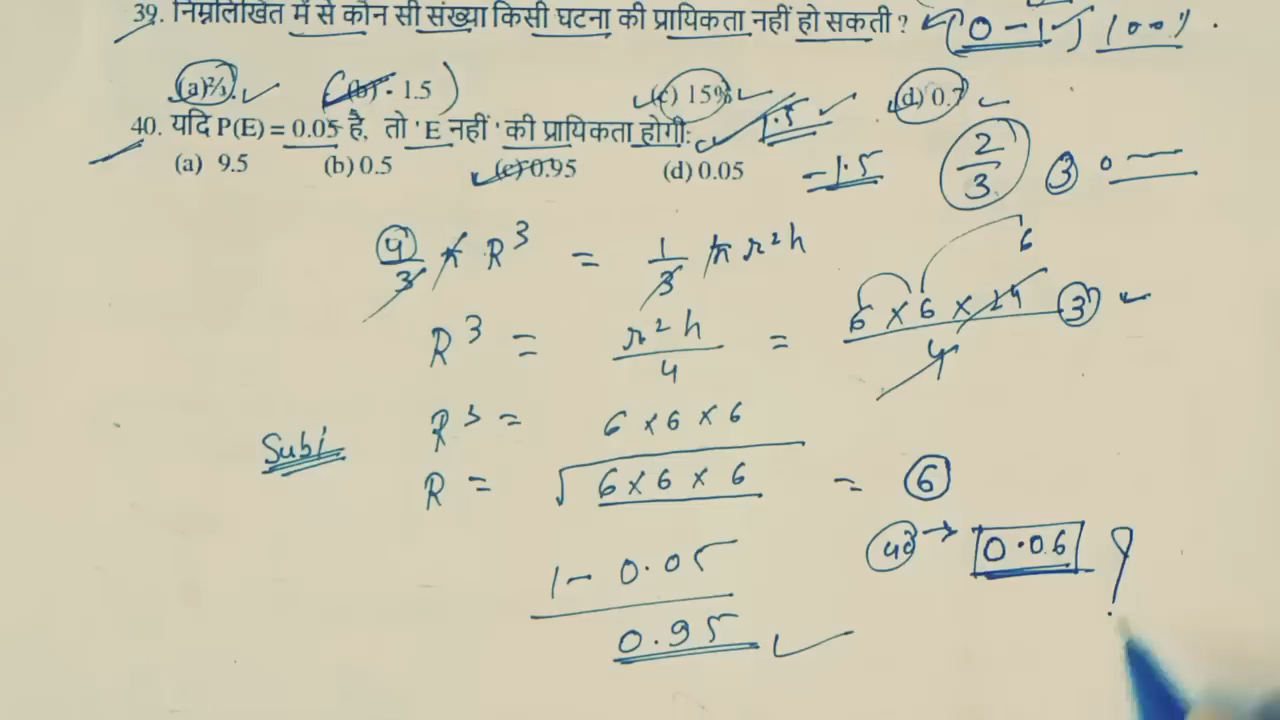 39. निम्नलिखित में से कौन सी संख्या किसी घटना की प्रायिकता नहीं हो सकती ? (0 - 1) 100%
(a) 2/3. (b) - 1.5 (c) 15% (d) 0.7
40. यदि P(E) = 0.05 है, तो 'E नहीं' की प्रायिकता होगी: 1.5
(a) 9.5 (b) 0.5 (c) 0.95 (d) 0.05 -1.5 2/3 3 0
4/3 π R³ = 1/3 π r²h
R³ = r²h/4 = 6 × 6 × 24/4 6 3
R³ = 6 × 6 × 6
Subi
R = √6 × 6 × 6 = 6
40 → 0.06 ?
1 - 0.05
0.95